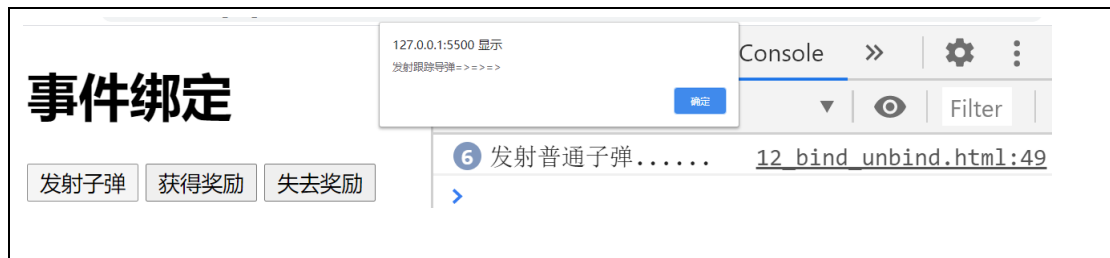 127.0.0.1:5500 显示
发射跟踪导弹=>=>=>
确定
Console »
Filter
事件绑定
6 发射普通子弹...... 12_bind_unbind.html:49
发射子弹 获得奖励 失去奖励
>